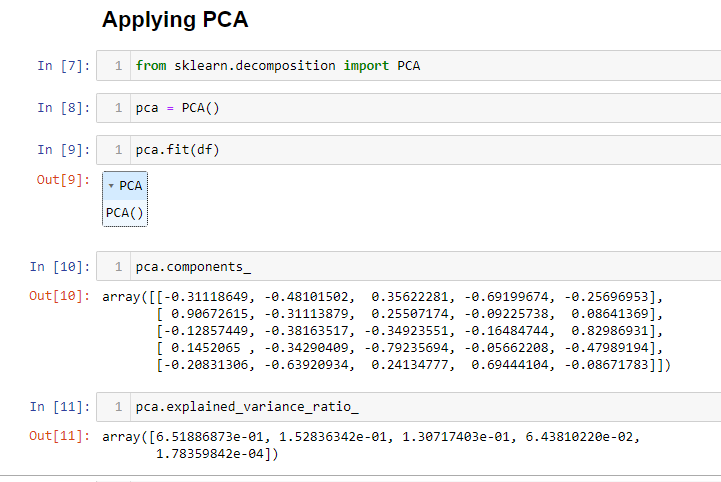 Applying PCA
In [7]: 1 from sklearn.decomposition import PCA
In [8]: 1 pca = PCA()
In [9]: 1 pca.fit(df)
Out[9]: ▾ PCA
PCA()
In [10]: 1 pca.components_
Out[10]: array([[-0.31118649, -0.48101502,  0.35622281, -0.69199674, -0.25696953],
[ 0.90672615, -0.31113879,  0.25507174, -0.09225738,  0.08641369],
[-0.12857449, -0.38163517, -0.34923551, -0.16484744,  0.82986931],
[ 0.1452065 , -0.34290409, -0.79235694, -0.05662208, -0.47989194],
[-0.20831306, -0.63920934,  0.24134777,  0.69444104, -0.08671783]])
In [11]: 1 pca.explained_variance_ratio_
Out[11]: array([6.51886873e-01, 1.52836342e-01, 1.30717403e-01, 6.43810220e-02,
1.78359842e-04])